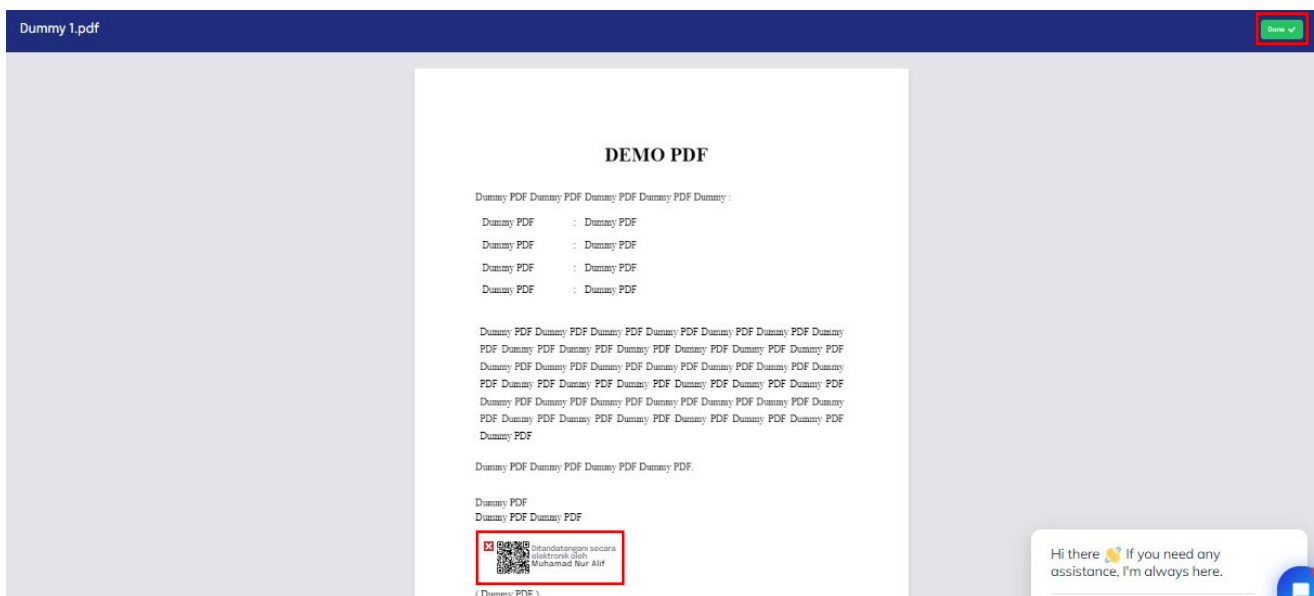 Dummy 1.pdf
Done
DEMO PDF
Dummy PDF Dummy PDF Dummy PDF Dummy PDF Dummy :
Dummy PDF : Dummy PDF
Dummy PDF : Dummy PDF
Dummy PDF : Dummy PDF
Dummy PDF : Dummy PDF
Dummy PDF Dummy PDF Dummy PDF Dummy PDF Dummy PDF Dummy PDF Dummy
PDF Dummy PDF Dummy PDF Dummy PDF Dummy PDF Dummy PDF Dummy PDF
Dummy PDF Dummy PDF Dummy PDF Dummy PDF Dummy PDF Dummy PDF Dummy
PDF Dummy PDF Dummy PDF Dummy PDF Dummy PDF Dummy PDF Dummy PDF
Dummy PDF Dummy PDF Dummy PDF Dummy PDF Dummy PDF Dummy PDF Dummy
PDF Dummy PDF Dummy PDF Dummy PDF Dummy PDF Dummy PDF Dummy PDF
Dummy PDF
Dummy PDF Dummy PDF Dummy PDF Dummy PDF.
Dummy PDF
Dummy PDF Dummy PDF
Ditandatangani secara
elektronik oleh
Muhamad Nur Alif
( Dummy PDF )
Hi there 👋 If you need any
assistance, I'm always here.